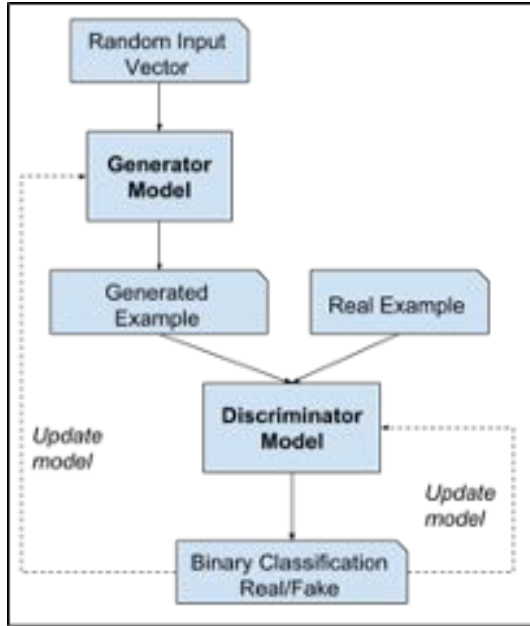 Random Input
Vector
Generator
Model
Generated
Example
Real Example
Discriminator
Model
Update
model
Update
model
Binary Classification
Real/Fake